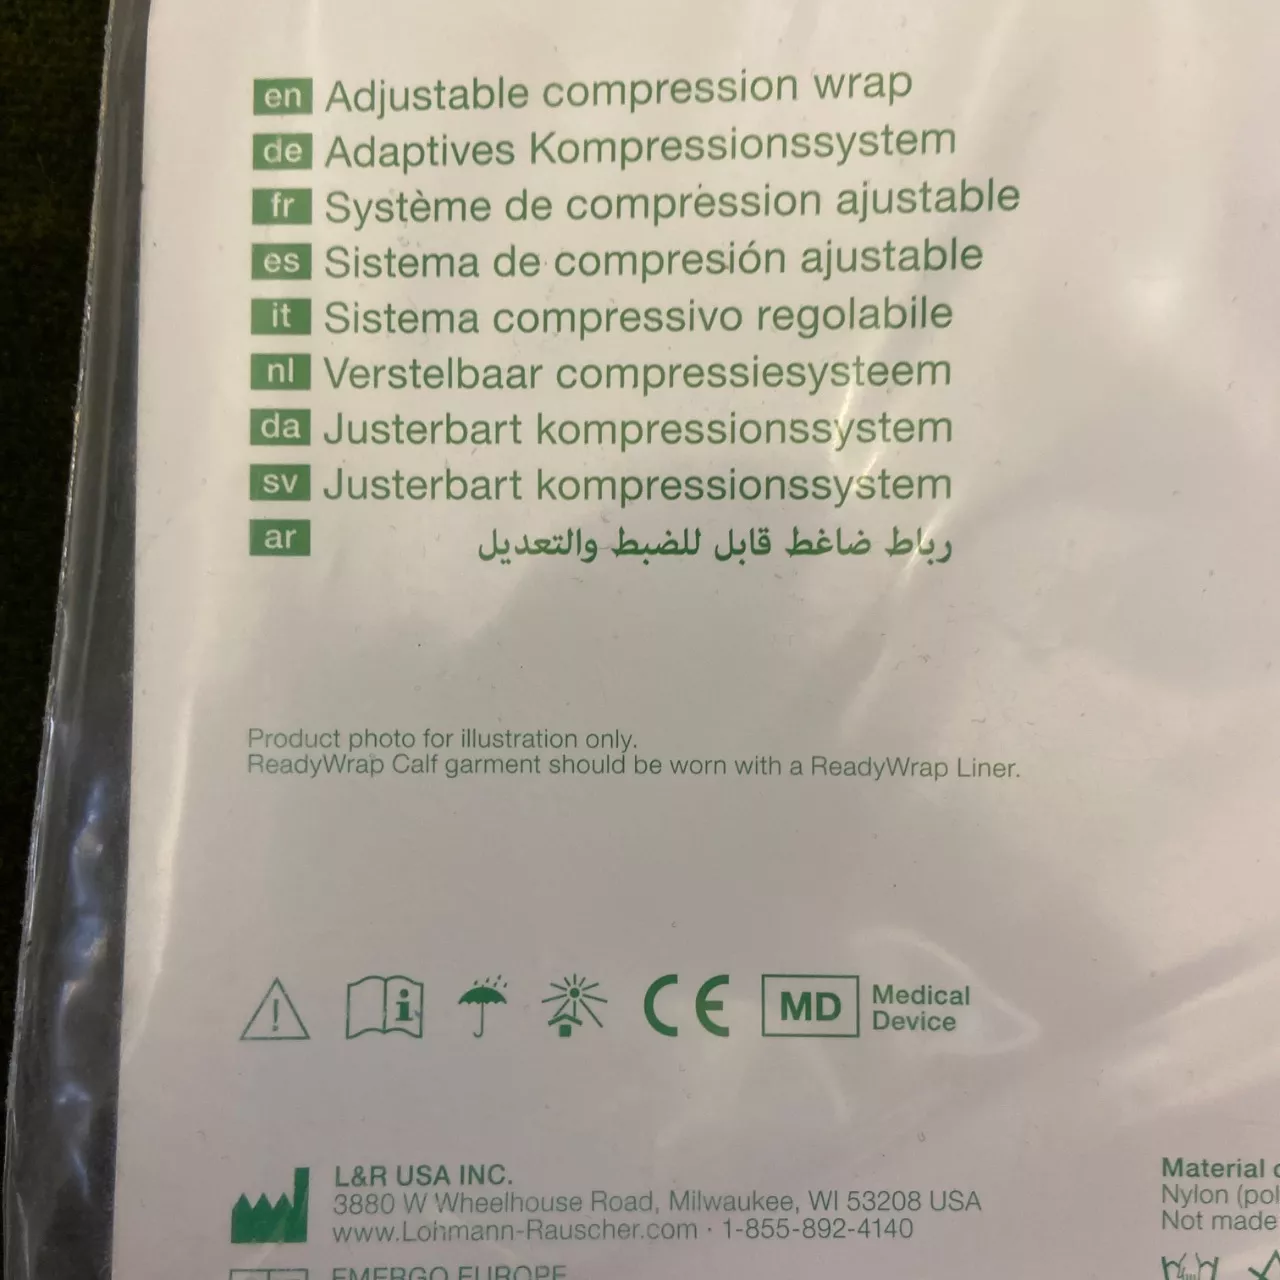 en Adjustable compression wrap
de Adaptives Kompressionssystem
fr Système de compression ajustable
es Sistema de compresión ajustable
it Sistema compressivo regolabile
nl Verstelbaar compressiesysteem
da Justerbart kompressionssystem
sv Justerbart kompressionssystem
ar رباط ضاغط قابل للضبط والتعديل
Product photo for illustration only.
ReadyWrap Calf garment should be worn with a ReadyWrap Liner.
CE MD Medical
Device
L&R USA INC.
3880 W Wheelhouse Road, Milwaukee, WI 53208 USA
www.Lohmann-Rauscher.com · 1-855-892-4140
EMERGO EUROPE
Material
Nylon
Not made